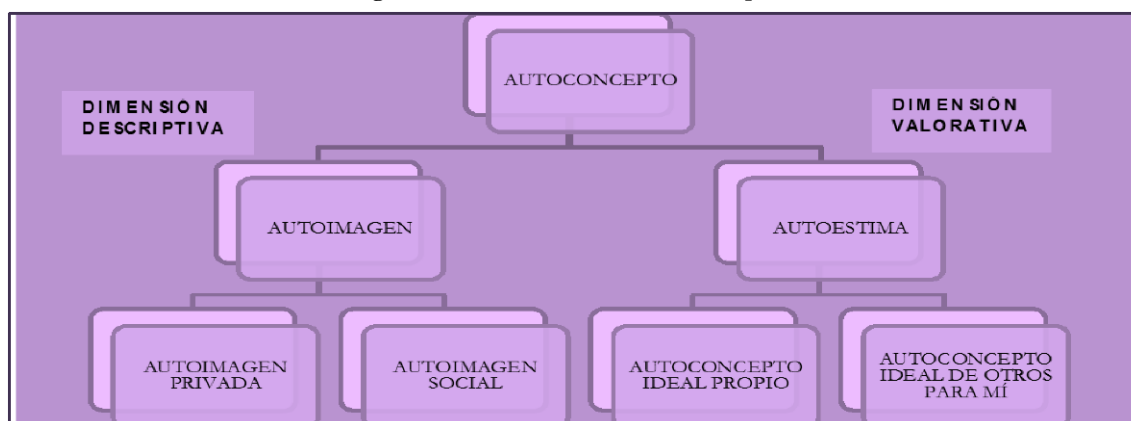 AUTOCONCEPTO
DIMENSIÓN
DESCRIPTIVA
DIMENSIÓN
VALORATIVA
AUTOIMAGEN
AUTOESTIMA
AUTOIMAGEN
PRIVADA
AUTOIMAGEN
SOCIAL
AUTOCONCEPTO
IDEAL PROPIO
AUTOCONCEPTO
IDEAL DE OTROS
PARA MÍ